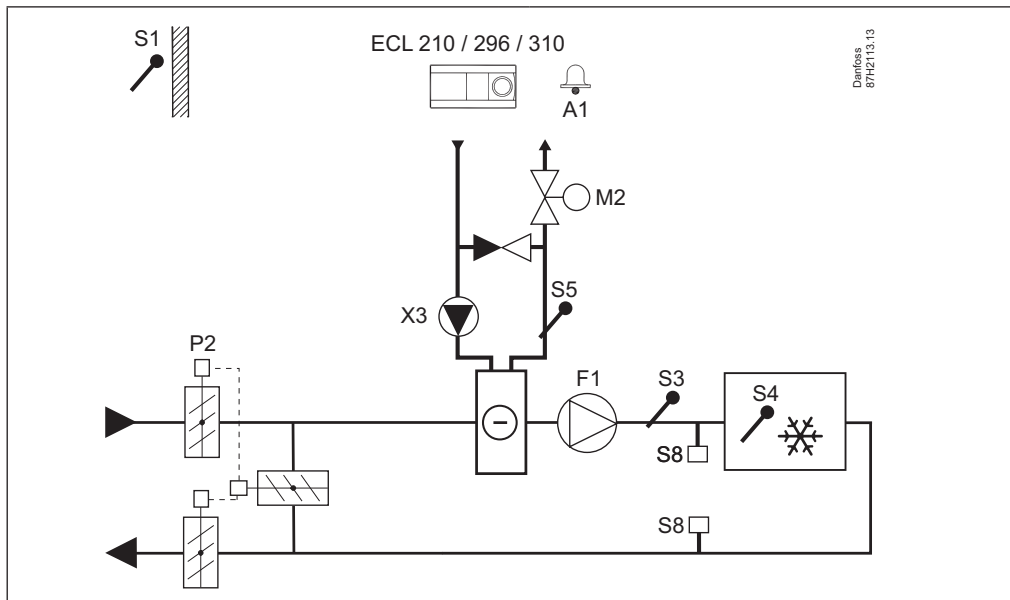 S1
ECL 210 / 296 / 310
A1
Danfoss
87H2113.13
M2
S5
X3
P2
F1
S3
S4
S8
S8